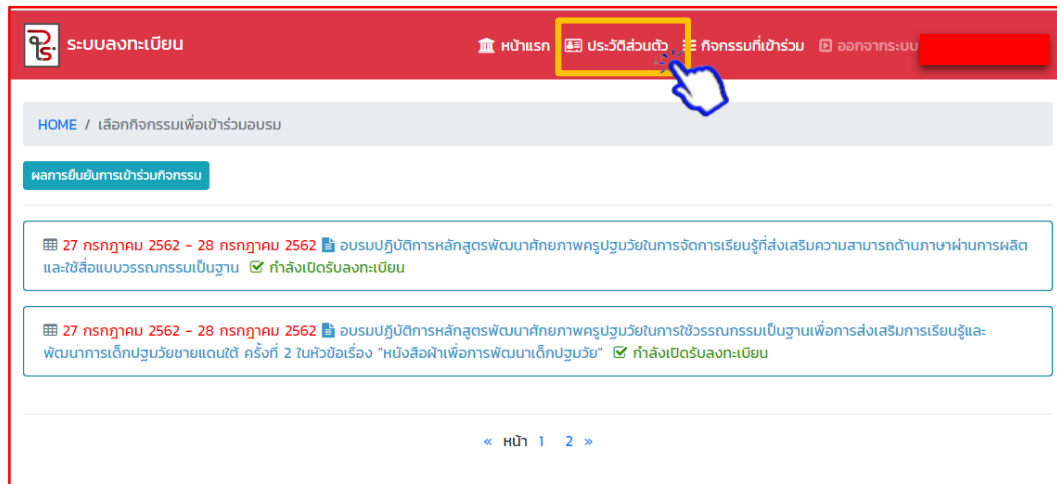 ระบบลงทะเบียน
หน้าแรก ประวัติส่วนตัว กิจกรรมที่เข้าร่วม ออกจากระบบ
HOME / เลือกกิจกรรมเพื่อเข้าร่วมอบรม
ผลการยืนยันการเข้าร่วมกิจกรรม
27 กรกฎาคม 2562 - 28 กรกฎาคม 2562 อบรมปฏิบัติการหลักสูตรพัฒนาศักยภาพครูปฐมวัยในการจัดการเรียนรู้ที่ส่งเสริมความสามารถด้านภาษาผ่านการผลิต
และใช้สื่อแบบวรรณกรรมเป็นฐาน กำลังเปิดรับลงทะเบียน
27 กรกฎาคม 2562 - 28 กรกฎาคม 2562 อบรมปฏิบัติการหลักสูตรพัฒนาศักยภาพครูปฐมวัยในการใช้วรรณกรรมเป็นฐานเพื่อการส่งเสริมการเรียนรู้และ
พัฒนาการเด็กปฐมวัยชายแดนใต้ ครั้งที่ 2 ในหัวข้อเรื่อง "หนังสือผ้าเพื่อการพัฒนาเด็กปฐมวัย" กำลังเปิดรับลงทะเบียน
« หน้า 1 2 »